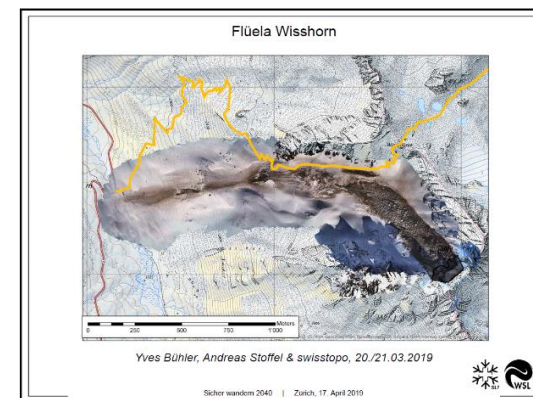 Flüela Wisshorn
Meters
0 250 500 750 1'000
Yves Bühler, Andreas Stoffel & swisstopo, 20./21.03.2019
SLF
WSL
Sicher wandern 2040 | Zürich, 17. April 2019